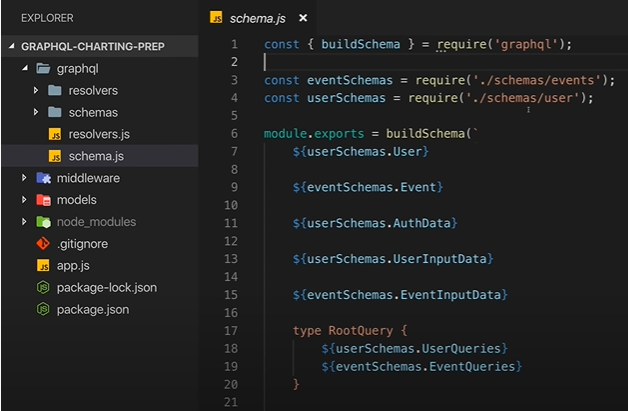 EXPLORER
GRAPHQL-CHARTING-PREP
graphql
resolvers
schemas
JS resolvers.js
JS schema.js
middleware
models
node_modules
.gitignore
JS app.js
package-lock.json
package.json
JS schema.js ×
1 const { buildSchema } = require('graphql');
2
3 const eventSchemas = require('./schemas/events');
4 const userSchemas = require('./schemas/user');
5
6 module.exports = buildSchema(`
7 ${userSchemas.User}
8
9 ${eventSchemas.Event}
10
11 ${userSchemas.AuthData}
12
13 ${userSchemas.UserInputData}
14
15 ${eventSchemas.EventInputData}
16
17 type RootQuery {
18 ${userSchemas.UserQueries}
19 ${eventSchemas.EventQueries}
20 }
21